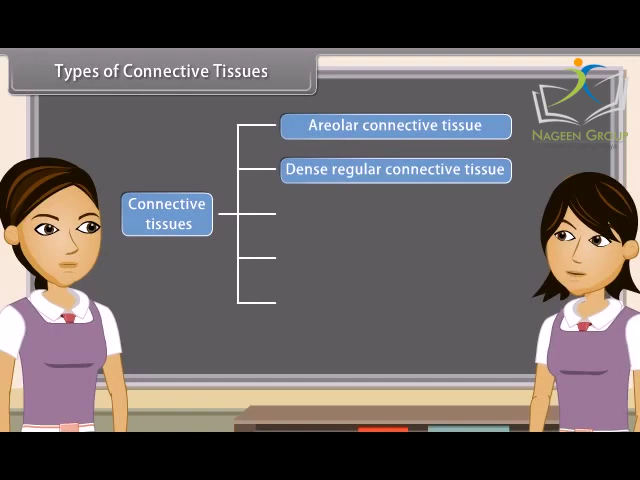 Types of Connective Tissues
NAGEEN GROUP
Areolar connective tissue
Dense regular connective tissue
Connective
tissues